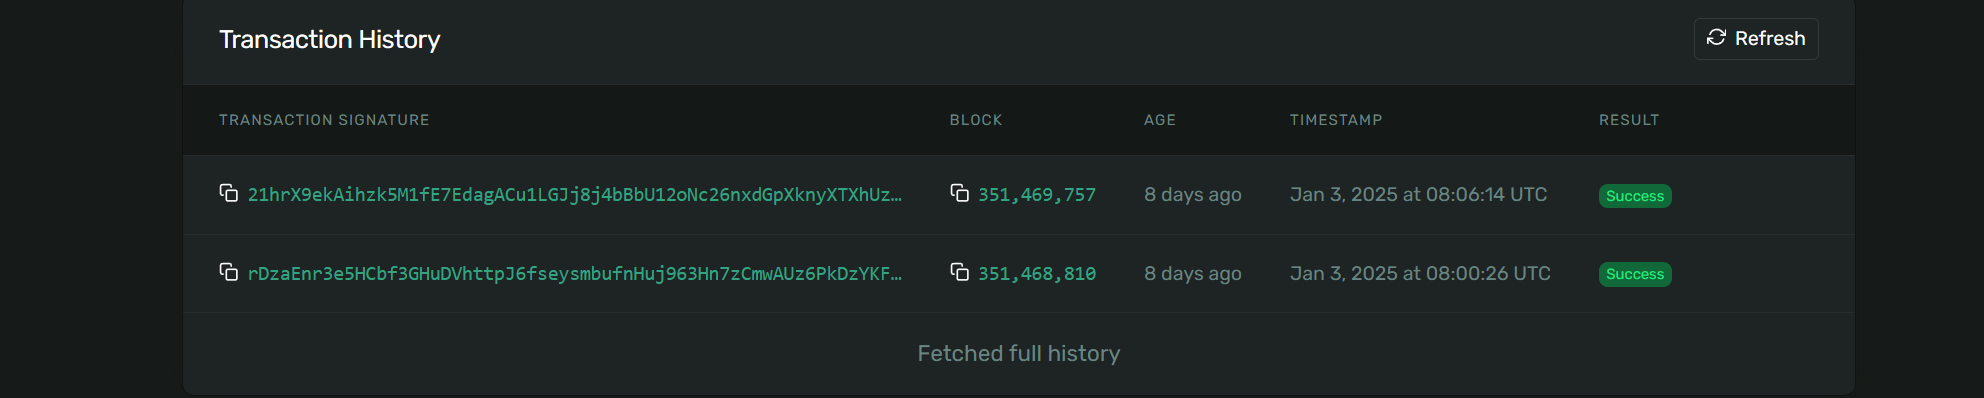 Transaction History
Refresh
TRANSACTION SIGNATURE BLOCK AGE TIMESTAMP RESULT
21hrX9ekAihzk5M1fE7EdagACu1LGJj8j4bBbU12oNc26nxdGpXknyXTXhUz… 351,469,757 8 days ago Jan 3, 2025 at 08:06:14 UTC Success
rDzaEnr3e5HCbf3GHuDVhttpJ6fseysmbufnHuj963Hn7zCmwAUz6PkDzYKF… 351,468,810 8 days ago Jan 3, 2025 at 08:00:26 UTC Success
Fetched full history